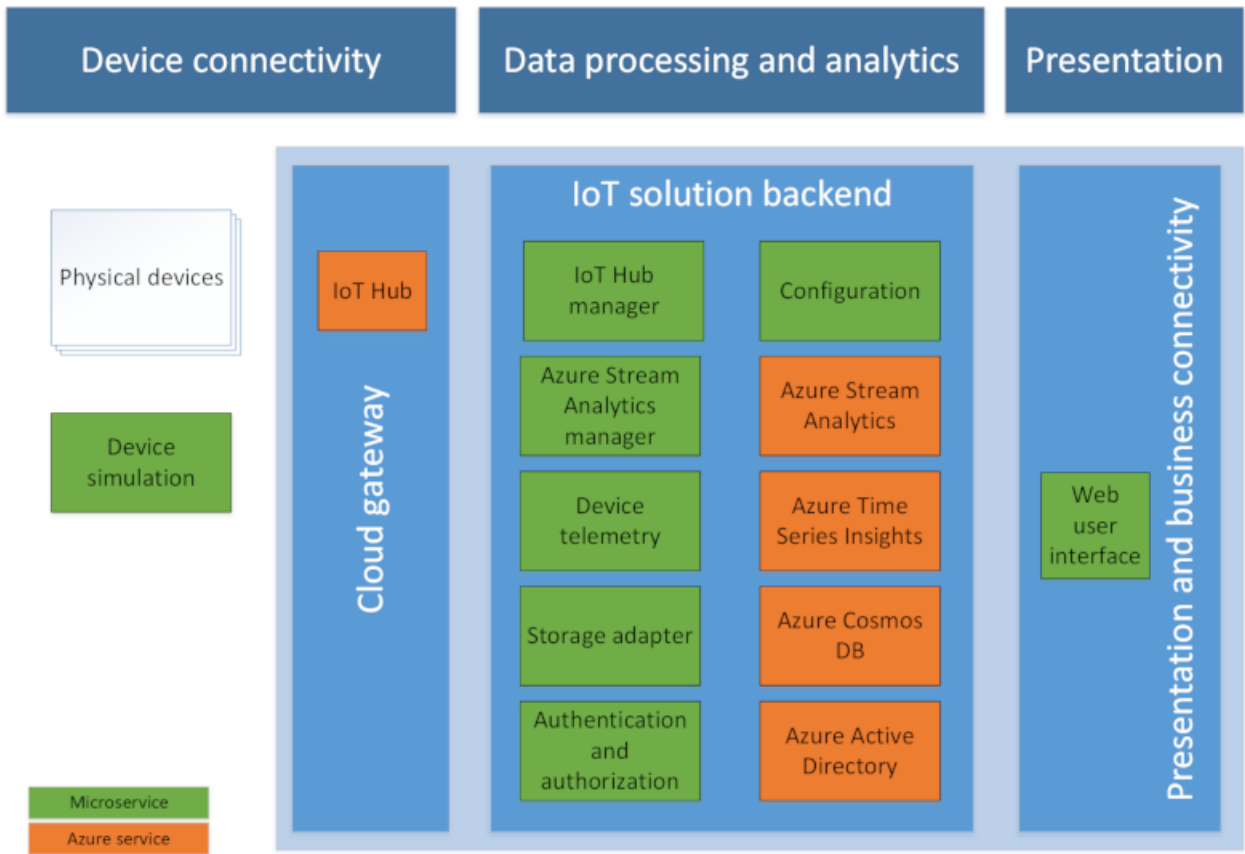 Device connectivity
Data processing and analytics
Presentation
Physical devices
Device
simulation
IoT Hub
Cloud gateway
IoT solution backend
IoT Hub
manager
Configuration
Azure Stream
Analytics
manager
Azure Stream
Analytics
Device
telemetry
Azure Time
Series Insights
Storage adapter
Azure Cosmos
DB
Authentication
and
authorization
Azure Active
Directory
Web
user
interface
Presentation and business connectivity
Microservice
Azure service